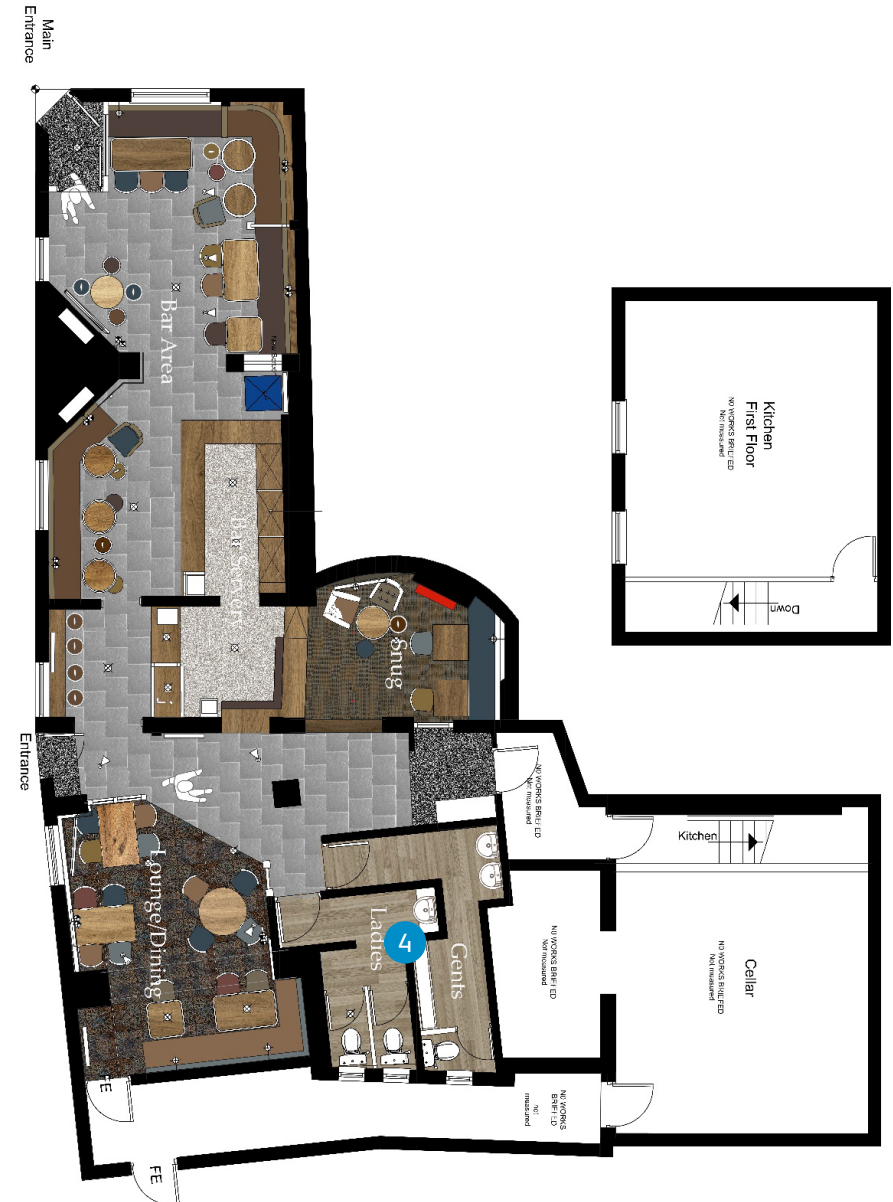 Main
Entrance
Bar Area
Bar Servery
Snug
Kitchen
First Floor
NO WORKS BRIEFED
Not measured
Down
Entrance
NO WORKS BRIEFED
Not measured
Kitchen
Lounge/Dining
Ladies
4
Gents
NO WORKS BRIEFED
Not measured
Cellar
NO WORKS BRIEFED
Not measured
FE
NO WORKS
BRIEFED
not
measured
FE